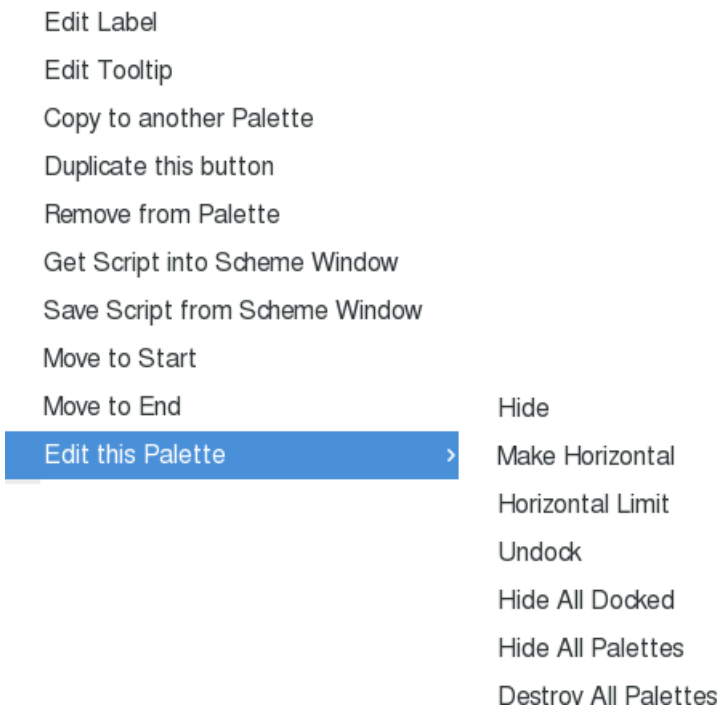 Edit Label
Edit Tooltip
Copy to another Palette
Duplicate this button
Remove from Palette
Get Script into Scheme Window
Save Script from Scheme Window
Move to Start
Move to End
Edit this Palette
Hide
Make Horizontal
Horizontal Limit
Undock
Hide All Docked
Hide All Palettes
Destroy All Palettes